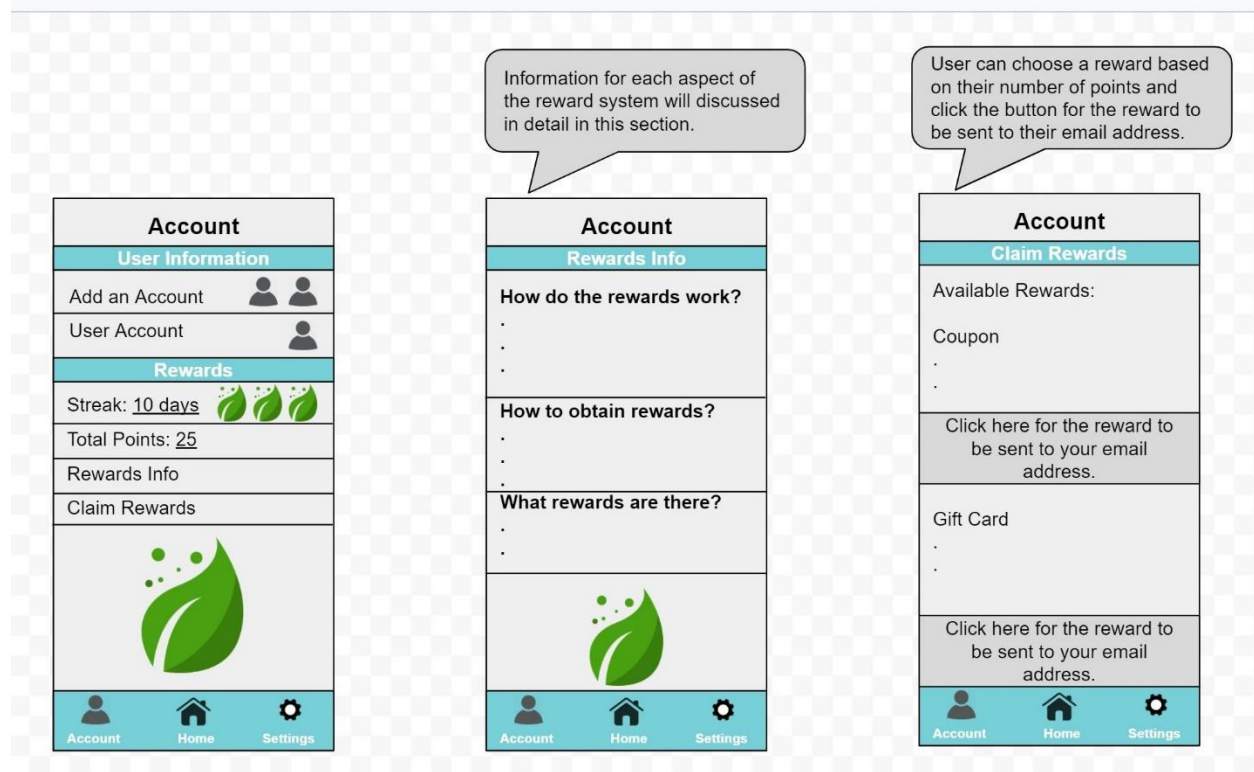 Information for each aspect of
the reward system will discussed
in detail in this section.
User can choose a reward based
on their number of points and
click the button for the reward to
be sent to their email address.
Account
User Information
Add an Account
User Account
Rewards
Streak: 10 days
Total Points: 25
Rewards Info
Claim Rewards
Account
Home
Settings
Account
Rewards Info
How do the rewards work?
.
.
.
How to obtain rewards?
.
.
.
What rewards are there?
.
.
Account
Home
Settings
Account
Claim Rewards
Available Rewards:
Coupon
.
.
Click here for the reward to
be sent to your email
address.
Gift Card
.
.
Click here for the reward to
be sent to your email
address.
Account
Home
Settings